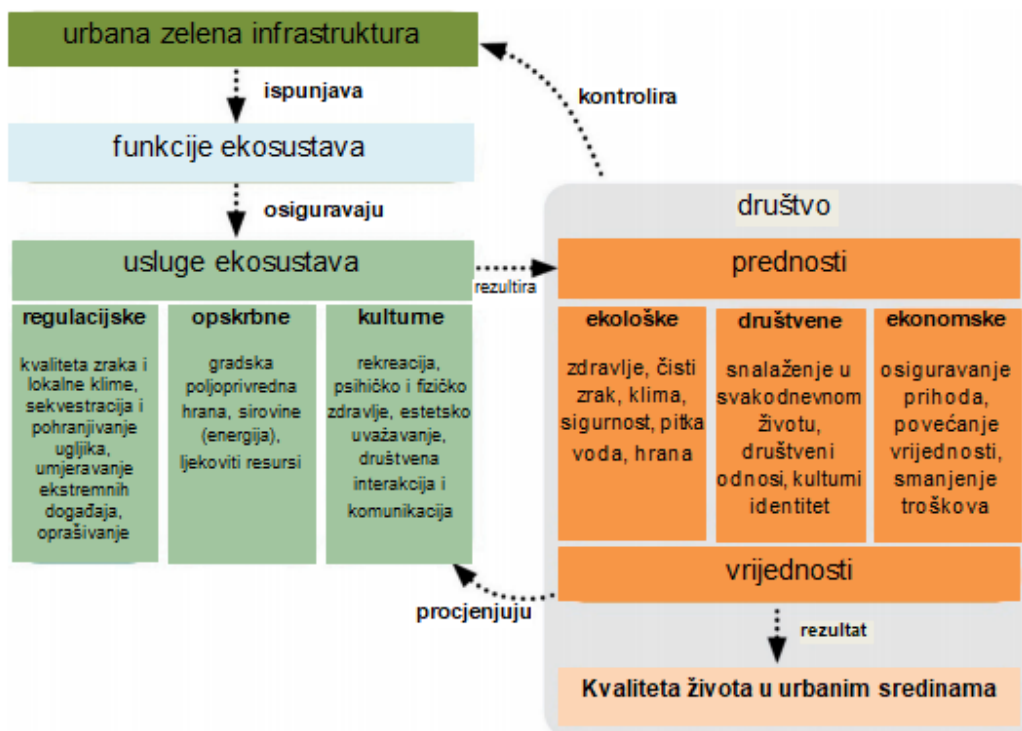 urbana zelena infrastruktura
ispunjava
kontrolira
funkcije ekosustava
osiguravaju
društvo
usluge ekosustava
rezultira
prednosti
regulacijske
kvaliteta zraka i
lokalne klime,
sekvestracija i
pohranjivanje
ugljika,
umjeravanje
ekstremnih
događaja,
oprašivanje
opskrbne
gradska
poljoprivredna
hrana, sirovine
(energija),
ljekoviti resursi
kulturne
rekreacija,
psihičko i fizičko
zdravlje, estetsko
uvažavanje,
društvena
interakcija i
komunikacija
ekološke
zdravlje, čisti
zrak, klima,
sigurnost, pitka
voda, hrana
društvene
snalaženje u
svakodnevnom
životu,
društveni
odnosi, kulturni
identitet
ekonomske
osiguravanje
prihoda,
povećanje
vrijednosti,
smanjenje
troškova
vrijednosti
procjenjuju
rezultat
Kvaliteta života u urbanim sredinama